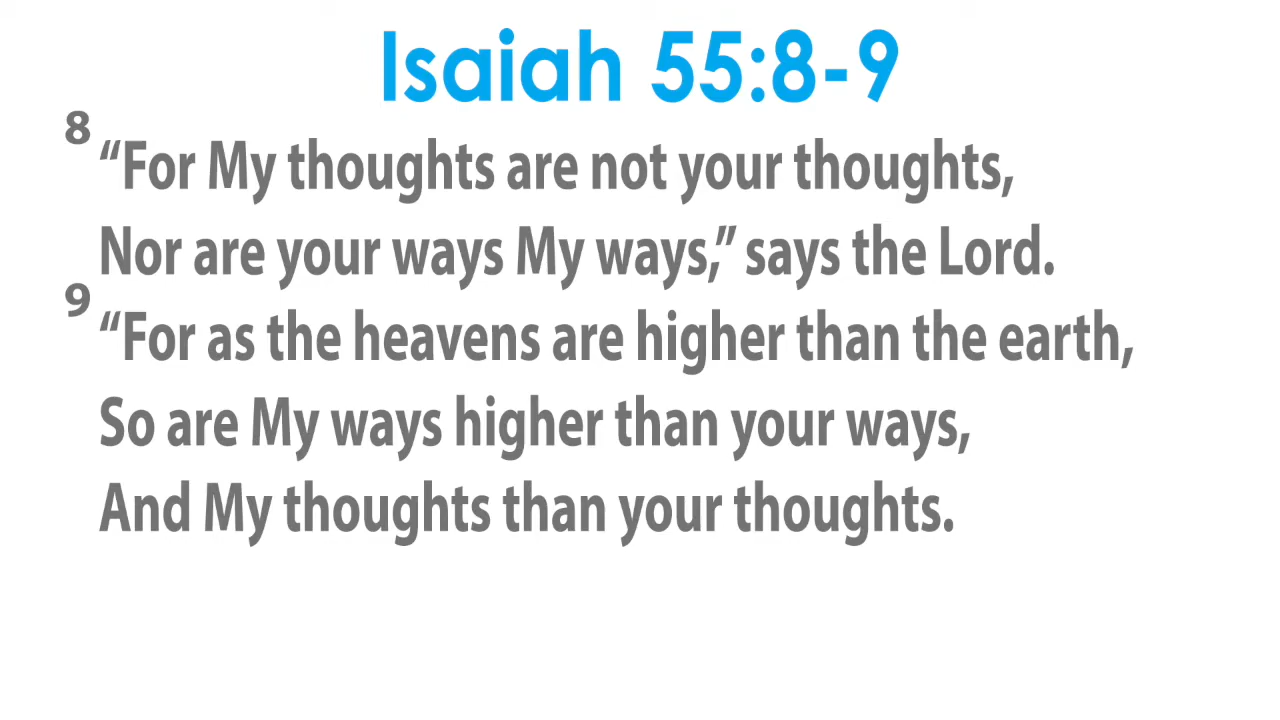 Isaiah 55:8-9
8 “For My thoughts are not your thoughts,
Nor are your ways My ways,” says the Lord.
9 “For as the heavens are higher than the earth,
So are My ways higher than your ways,
And My thoughts than your thoughts.